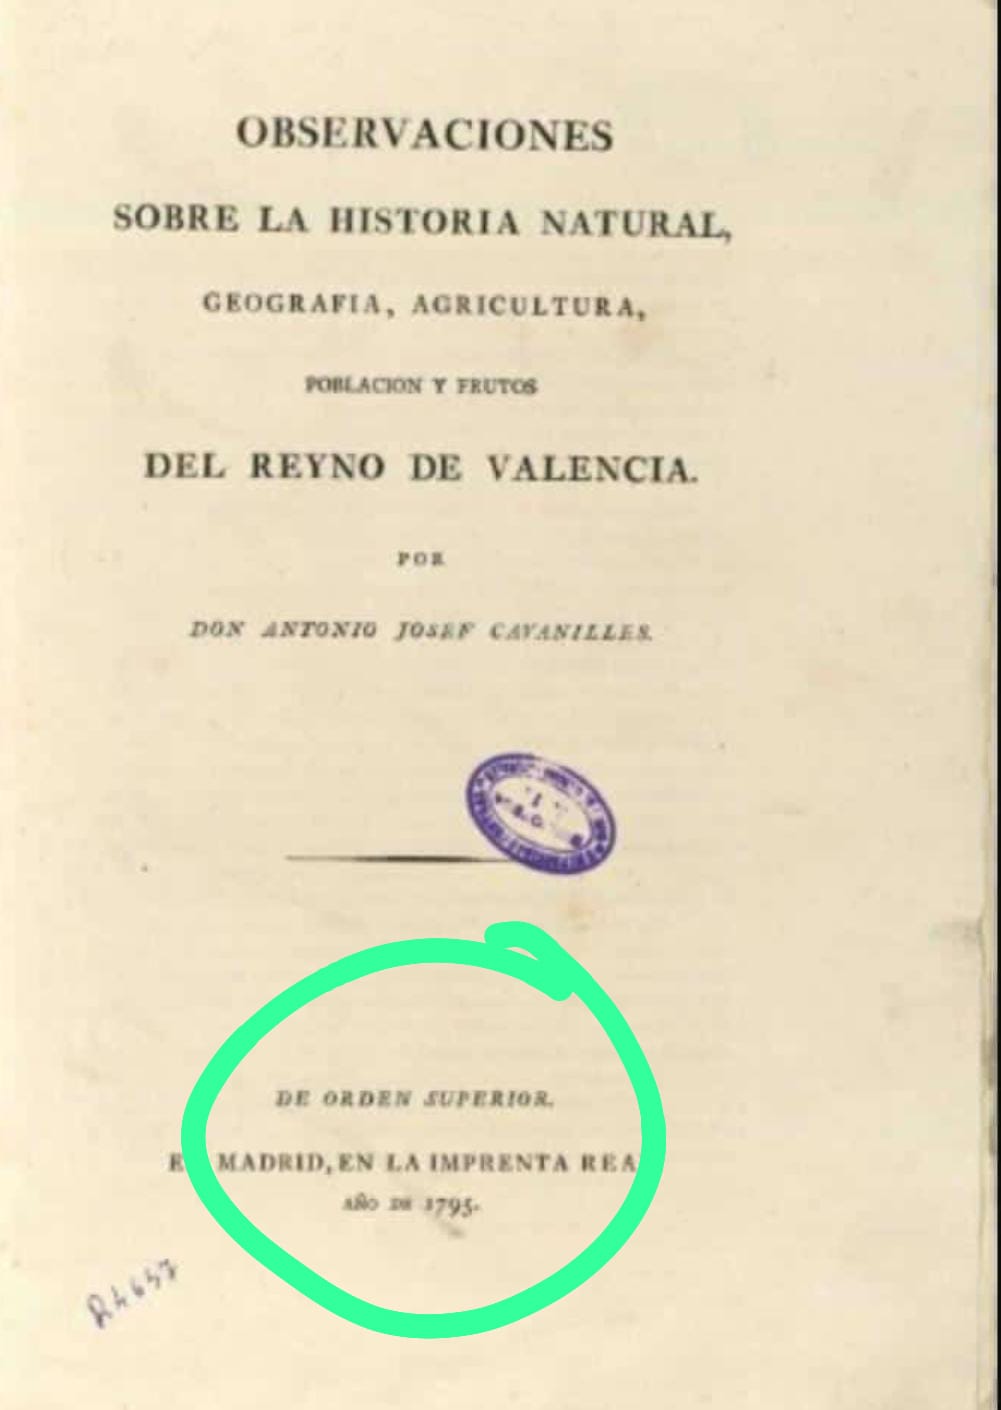 OBSERVACIONES
SOBRE LA HISTORIA NATURAL,
GEOGRAFIA, AGRICULTURA,
POBLACION Y FRUTOS
DEL REYNO DE VALENCIA.
POR
DON ANTONIO JOSEF CAVANILLES.
DE ORDEN SUPERIOR.
MADRID, EN LA IMPRENTA
AÑO DE 1795.